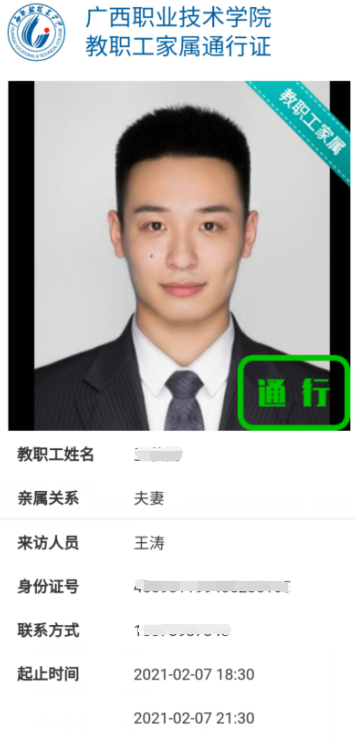 广西职业技术学院
教职工家属通行证
教职工家属
通行
教职工姓名
亲属关系 夫妻
来访人员 王涛
身份证号
联系方式
起止时间 2021-02-07 18:30
2021-02-07 21:30